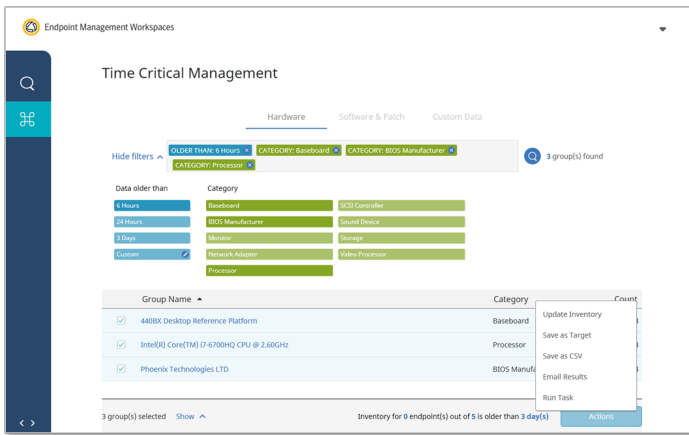 Endpoint Management Workspaces
Time Critical Management
Hardware Software & Patch Custom Data
Hide filters OLDER THAN: 6 Hours × CATEGORY: Baseboard × CATEGORY: BIOS Manufacturer ×
CATEGORY: Processor ×
3 group(s) found
Data older than Category
6 Hours Baseboard SCSI Controller
24 Hours BIOS Manufacturer Sound Device
3 Days Monitor Storage
Custom Network Adapter Video Processor
Processor
Group Name Category Count
440BX Desktop Reference Platform Baseboard
Intel(R) Core(TM) i7-6700HQ CPU @ 2.60GHz Processor
Phoenix Technologies LTD BIOS Manufa
Update Inventory
Save as Target
Save as CSV
Email Results
Run Task
3 group(s) selected Show Inventory for 0 endpoint(s) out of 5 is older than 3 day(s) Actions